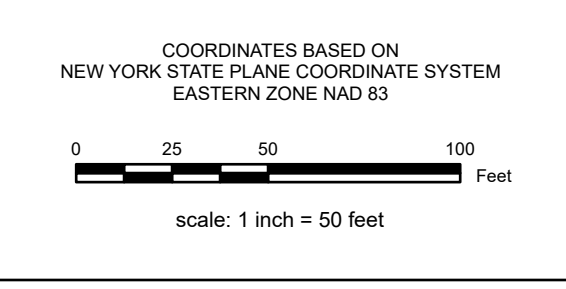 COORDINATES BASED ON
NEW YORK STATE PLANE COORDINATE SYSTEM
EASTERN ZONE NAD 83
0 25 50 100
Feet
scale: 1 inch = 50 feet